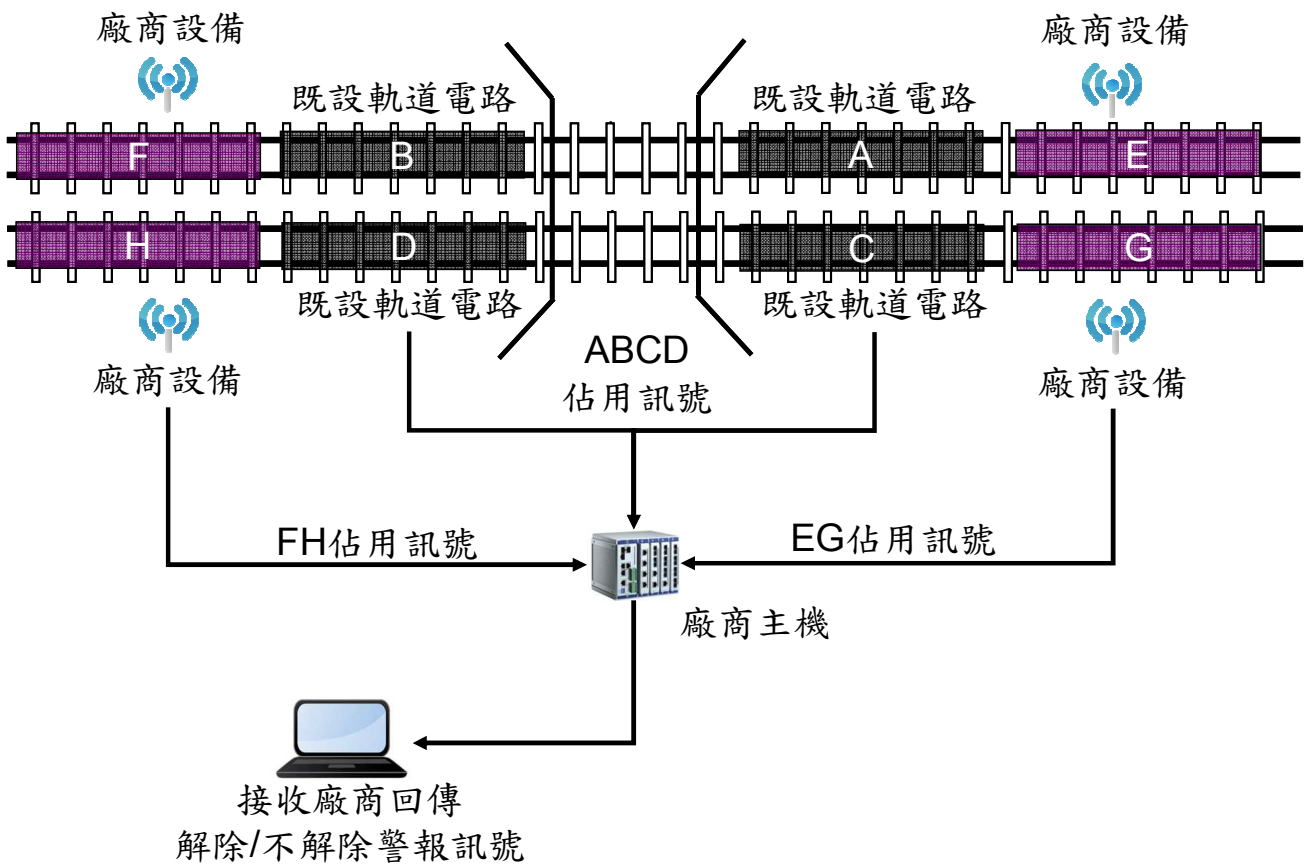 廠商設備
廠商設備
既設軌道電路
既設軌道電路
F
B
A
E
H
D
C
G
既設軌道電路
既設軌道電路
廠商設備
ABCD
佔用訊號
廠商設備
FH佔用訊號
EG佔用訊號
廠商主機
接收廠商回傳
解除/不解除警報訊號